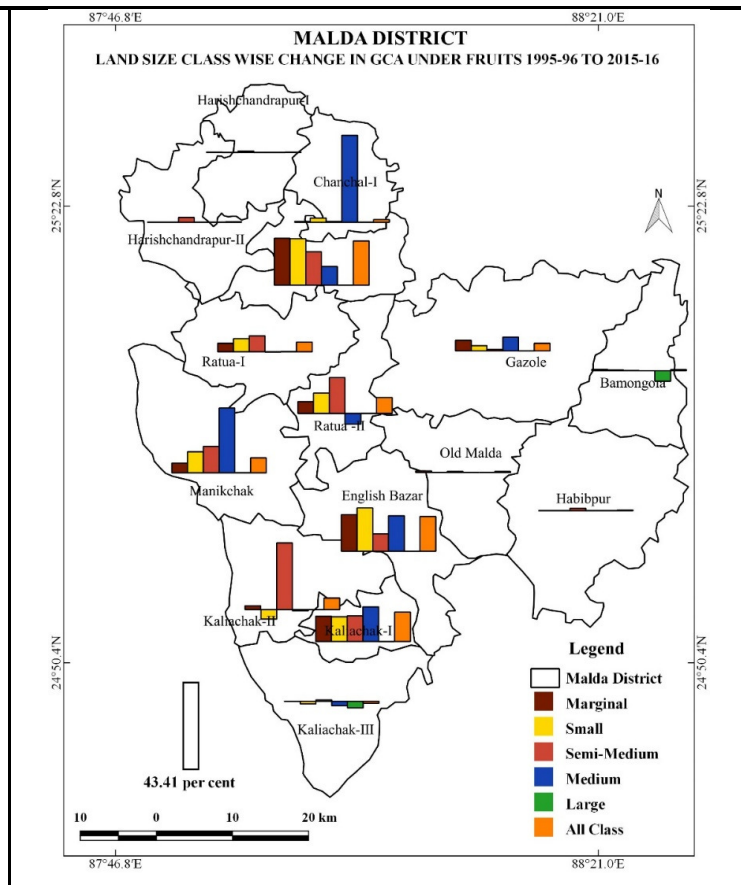 87°46.8'E 88°21.0'E
MALDA DISTRICT
LAND SIZE CLASS WISE CHANGE IN GCA UNDER FRUITS 1995-96 TO 2015-16
Harishchandrapur-I
Chanchal-I
25°22.8'N
N
25°22.8'N
Harishchandrapur-II
Ratua-I
Gazole
Bamongola
Ratua -II
Old Malda
Manikchak
English Bazar
Habibpur
Kaliachak-II
Kaliachak-I
24°50.4'N
24°50.4'N
Kaliachak-III
43.41 per cent
Legend
Malda District
Marginal
Small
Semi-Medium
Medium
Large
All Class
10 0 10 20 km
87°46.8'E 88°21.0'E